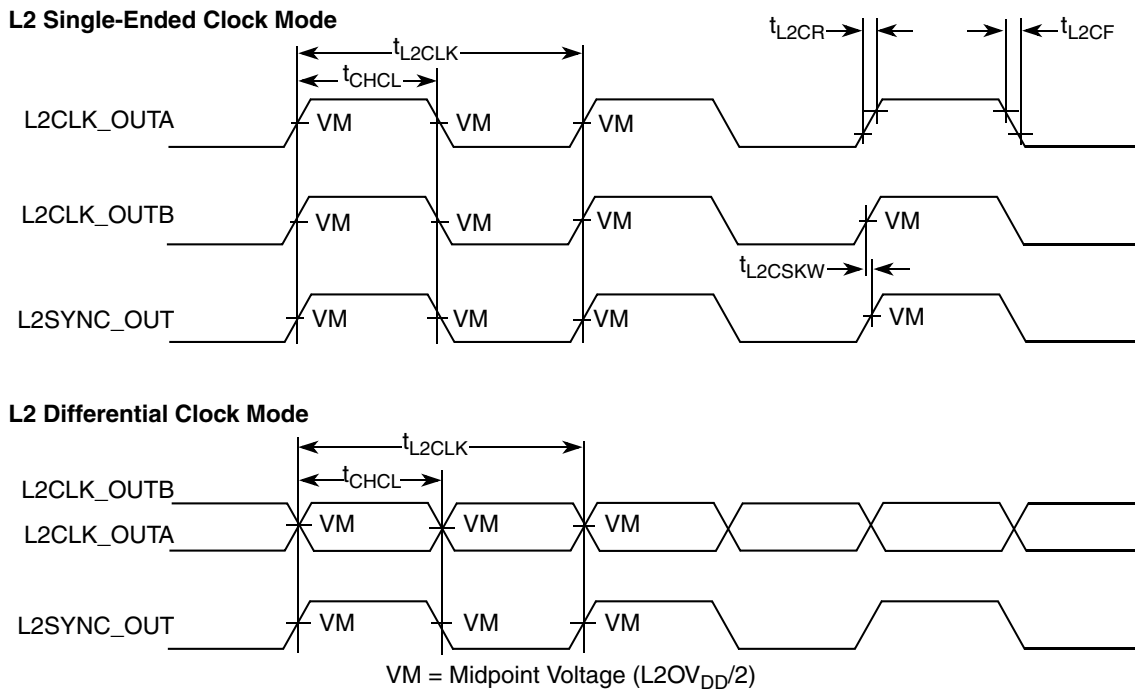 L2 Single-Ended Clock Mode
tL2CR
tL2CF
tL2CLK
tCHCL
L2CLK_OUTA
VM
VM
VM
L2CLK_OUTB
VM
VM
VM
VM
tL2CSKW
L2SYNC_OUT
VM
VM
VM
VM
L2 Differential Clock Mode
tL2CLK
tCHCL
L2CLK_OUTB
L2CLK_OUTA
VM
VM
VM
L2SYNC_OUT
VM
VM
VM
VM = Midpoint Voltage (L2OVDD/2)